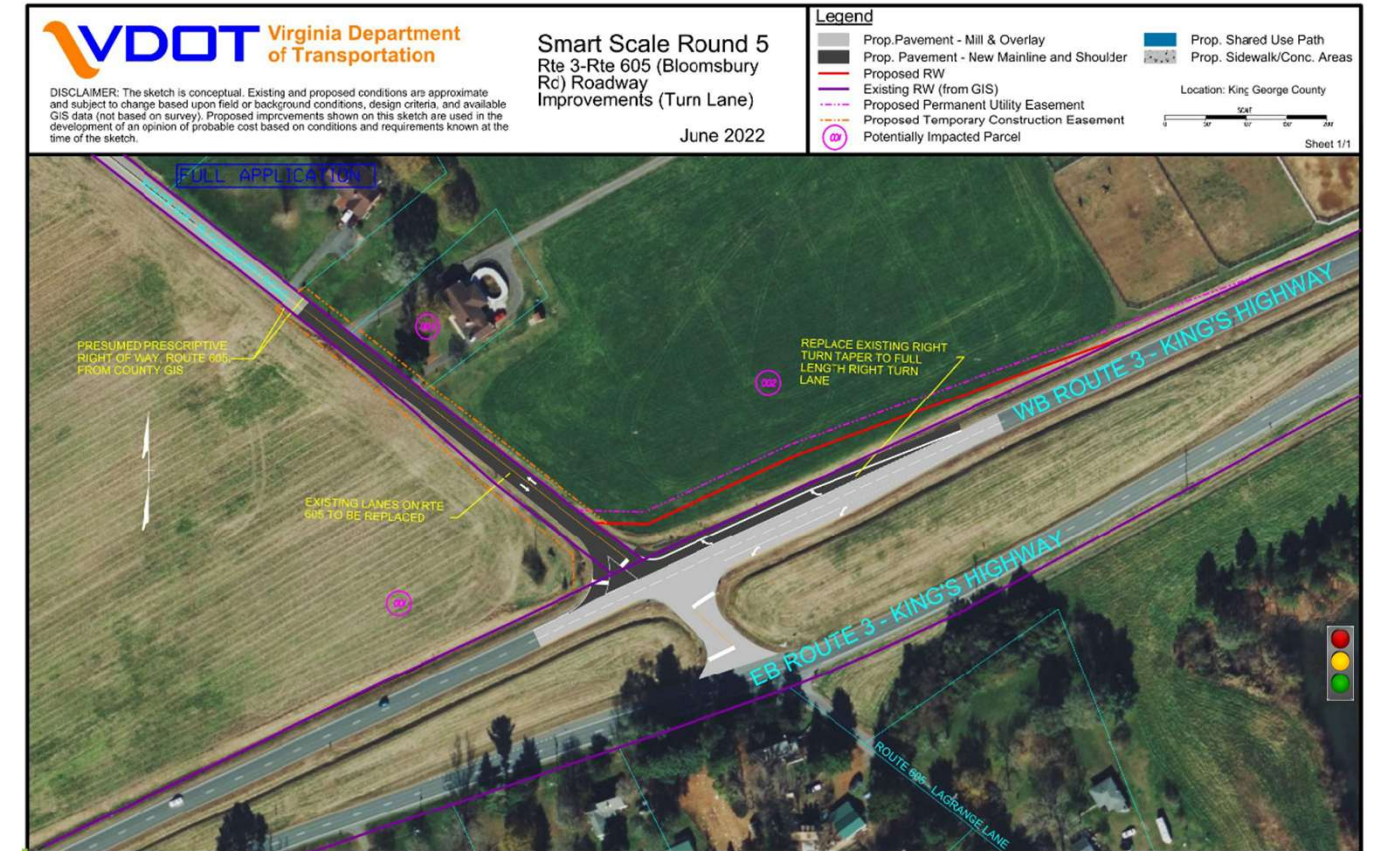 VDOT
Virginia Department
of Transportation
DISCLAIMER: The sketch is conceptual. Existing and proposed conditions are approximate
and subject to change based upon field or background conditions, design criteria, and available
GIS data (not based on survey). Proposed improvements shown on this sketch are used in the
development of an opinion of probable cost based on conditions and requirements known at the
time of the sketch.
Smart Scale Round 5
Rte 3-Rte 605 (Bloomsbury
Rd) Roadway
Improvements (Turn Lane)
June 2022
Legend
Prop.Pavement - Mill & Overlay
Prop. Pavement - New Mainline and Shoulder
Proposed RW
Existing RW (from GIS)
Proposed Permanent Utility Easement
Proposed Temporary Construction Easement
001
Potentially Impacted Parcel
Prop. Shared Use Path
Prop. Sidewalk/Conc. Areas
Location: King George County
SCALE
0
Sheet 1/1
FULL APPLICATION
PRESUMED PRESCRIPTIVE
RIGHT OF WAY, ROUTE 605
FROM COUNTY GIS
REPLACE EXISTING RIGHT
TURN TAPER TO FULL
LENGTH RIGHT TURN
LANE
002
WB ROUTE 3 - KING'S HIGHWAY
EXISTING LANES ON RTE
605 TO BE REPLACED
001
EB ROUTE 3 - KING'S HIGHWAY
ROUTE 605 - LAGRANGE LANE